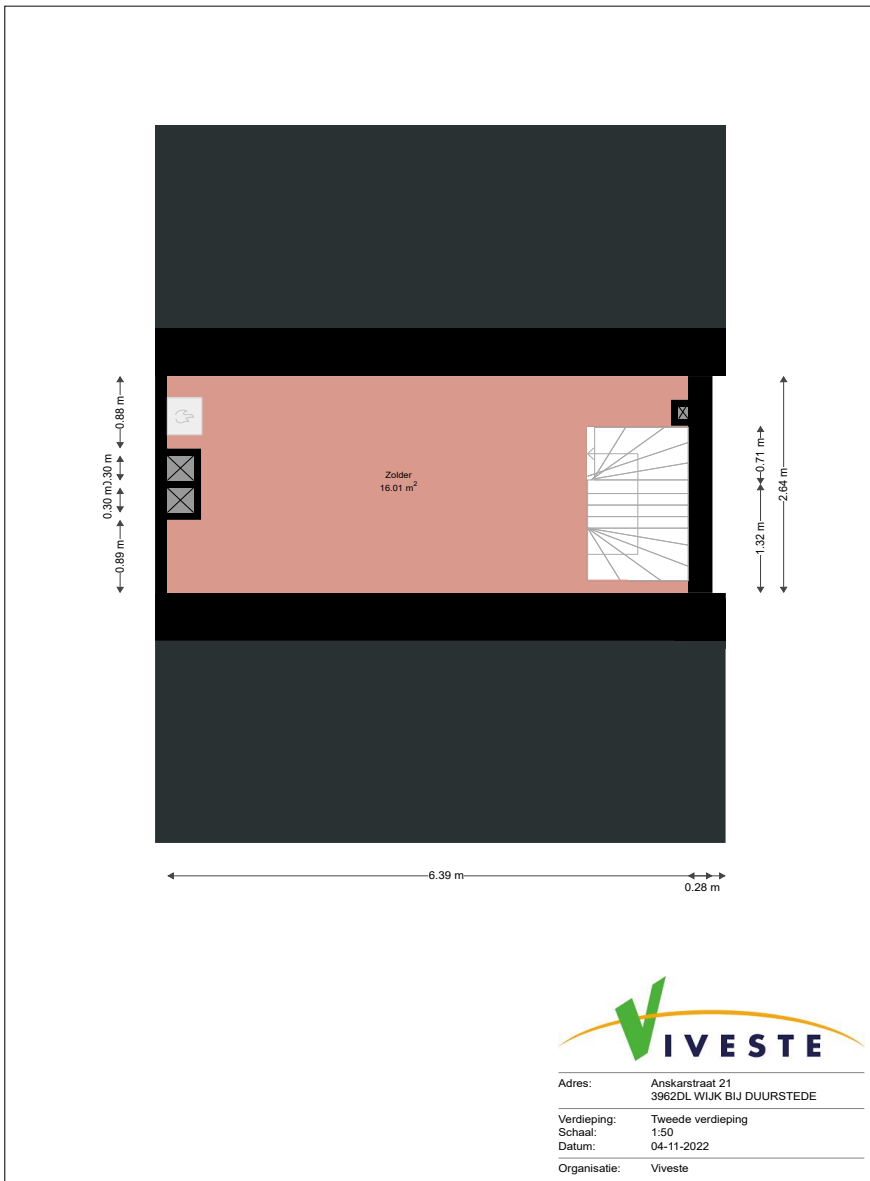 Zolder
16.01 m²
0.88 m
0.30 m
0.30 m
0.89 m
0.71 m
1.32 m
2.64 m
6.39 m
0.28 m
VIVESTE
Adres: Anskarstraat 21
3962DL WIJK BIJ DUURSTEDE
Verdieping: Tweede verdieping
Schaal: 1:50
Datum: 04-11-2022
Organisatie: Viveste